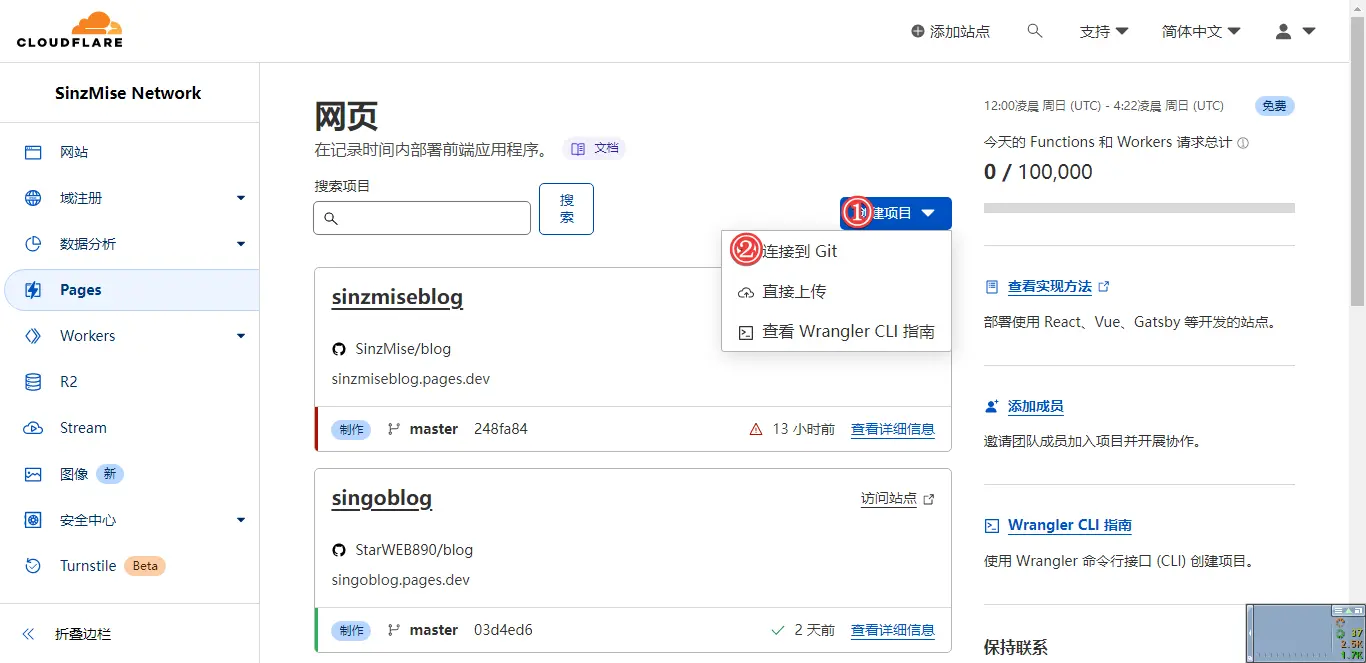 CLOUDFLARE
添加站点
支持
简体中文
SinzMise Network
网站
域注册
数据分析
Pages
Workers
R2
Stream
图像 新
安全中心
Turnstile Beta
折叠边栏
网页
在记录时间内部署前端应用程序。 文档
搜索项目
搜
索
① 建项目
② 连接到 Git
直接上传
查看 Wrangler CLI 指南
sinzmiseblog
SinzMise/blog
sinzmiseblog.pages.dev
制作 master 248fa84 13 小时前 查看详细信息
singoblog 访问站点
StarWEB890/blog
singoblog.pages.dev
制作 master 03d4ed6 2 天前 查看详细信息
12:00凌晨 周日 (UTC) - 4:22凌晨 周日 (UTC) 免费
今天的 Functions 和 Workers 请求总计
0 / 100,000
查看实现方法
部署使用 React、Vue、Gatsby 等开发的站点。
添加成员
邀请团队成员加入项目并开展协作。
Wrangler CLI 指南
使用 Wrangler 命令行接口 (CLI) 创建项目。
保持联系
37
2.5K
1.7K